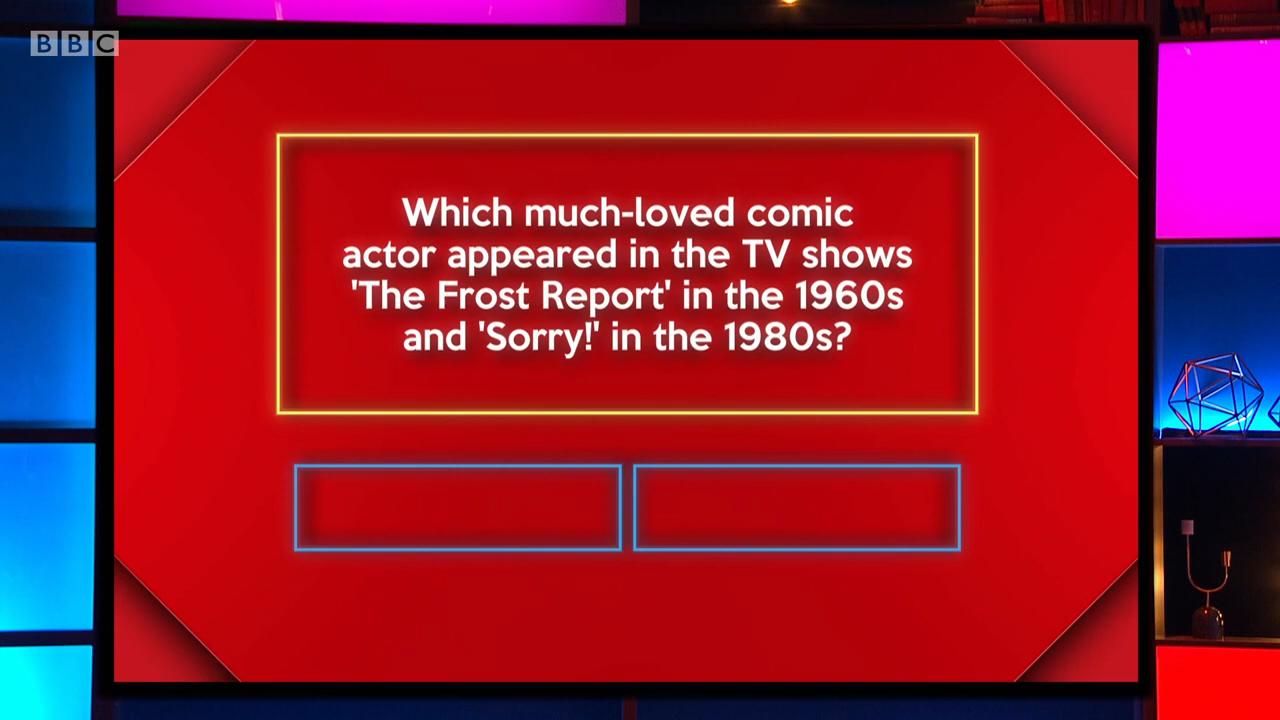 BBC
Which much-loved comic
actor appeared in the TV shows
'The Frost Report' in the 1960s
and 'Sorry!' in the 1980s?